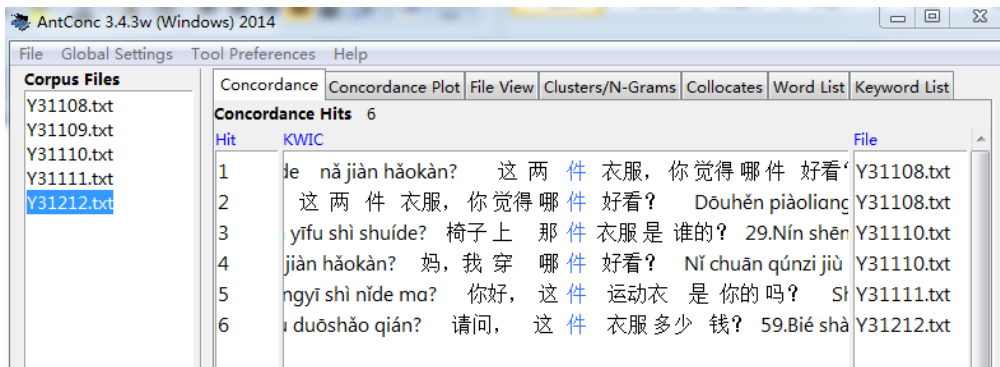 AntConc 3.4.3w (Windows) 2014
File Global Settings Tool Preferences Help
Corpus Files
Y31108.txt
Y31109.txt
Y31110.txt
Y31111.txt
Y31212.txt
Concordance Concordance Plot File View Clusters/N-Grams Collocates Word List Keyword List
Concordance Hits 6
Hit KWIC File
1 de nǎ jiàn hǎokàn? 这 两 件 衣服，你 觉得 哪 件 好看 Y31108.txt
2 这 两 件 衣服，你 觉得 哪 件 好看？ Dōuhěn piàoliang Y31108.txt
3 yīfu shì shuíde? 椅子 上 那 件 衣服 是 谁的？ 29.Nín shēn Y31110.txt
4 jiàn hǎokàn? 妈，我 穿 哪 件 好看？ Nǐ chuān qúnzi jiù Y31110.txt
5 ngyī shì nǐde ma? 你好，这 件 运动衣 是 你的 吗？ Sh Y31111.txt
6 duōshǎo qián? 请问，这 件 衣服 多少 钱？ 59.Bié shà Y31212.txt